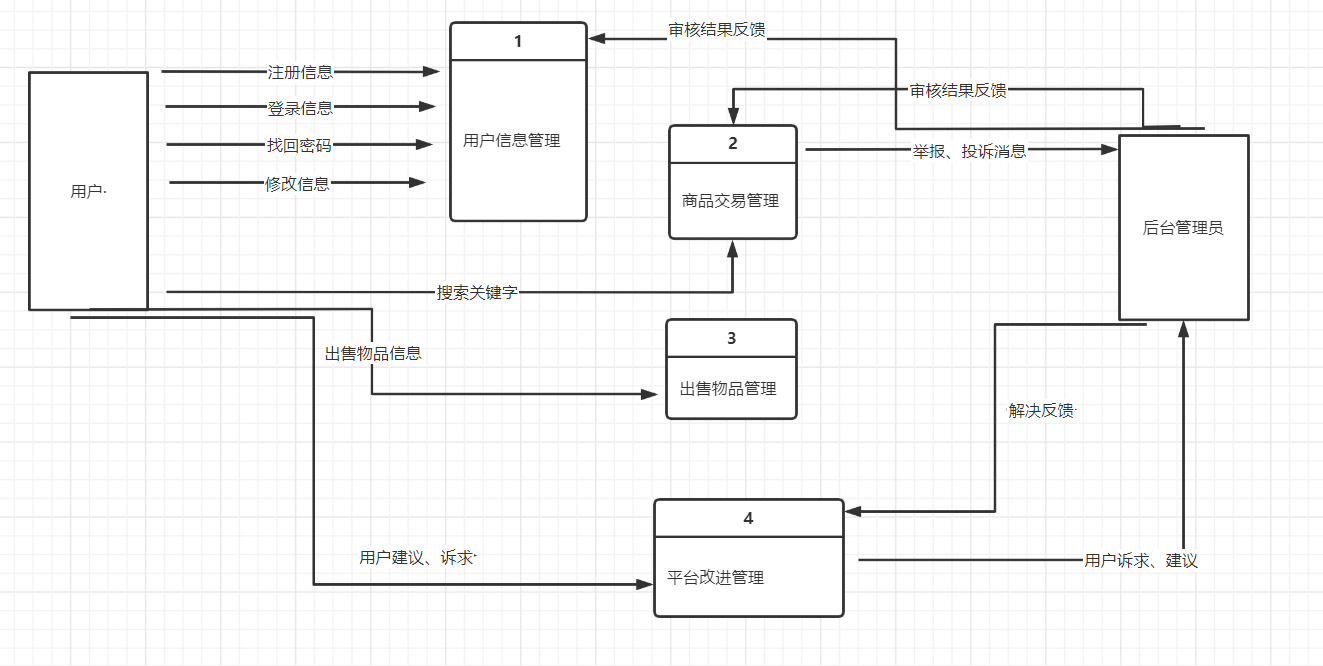 审核结果反馈
1
注册信息
审核结果反馈
登录信息
用户信息管理
2
找回密码
举报、投诉消息
修改信息
用户
商品交易管理
后台管理员
搜索关键字
3
出售物品信息
出售物品管理
解决反馈
4
用户建议、诉求
用户诉求、建议
平台改进管理